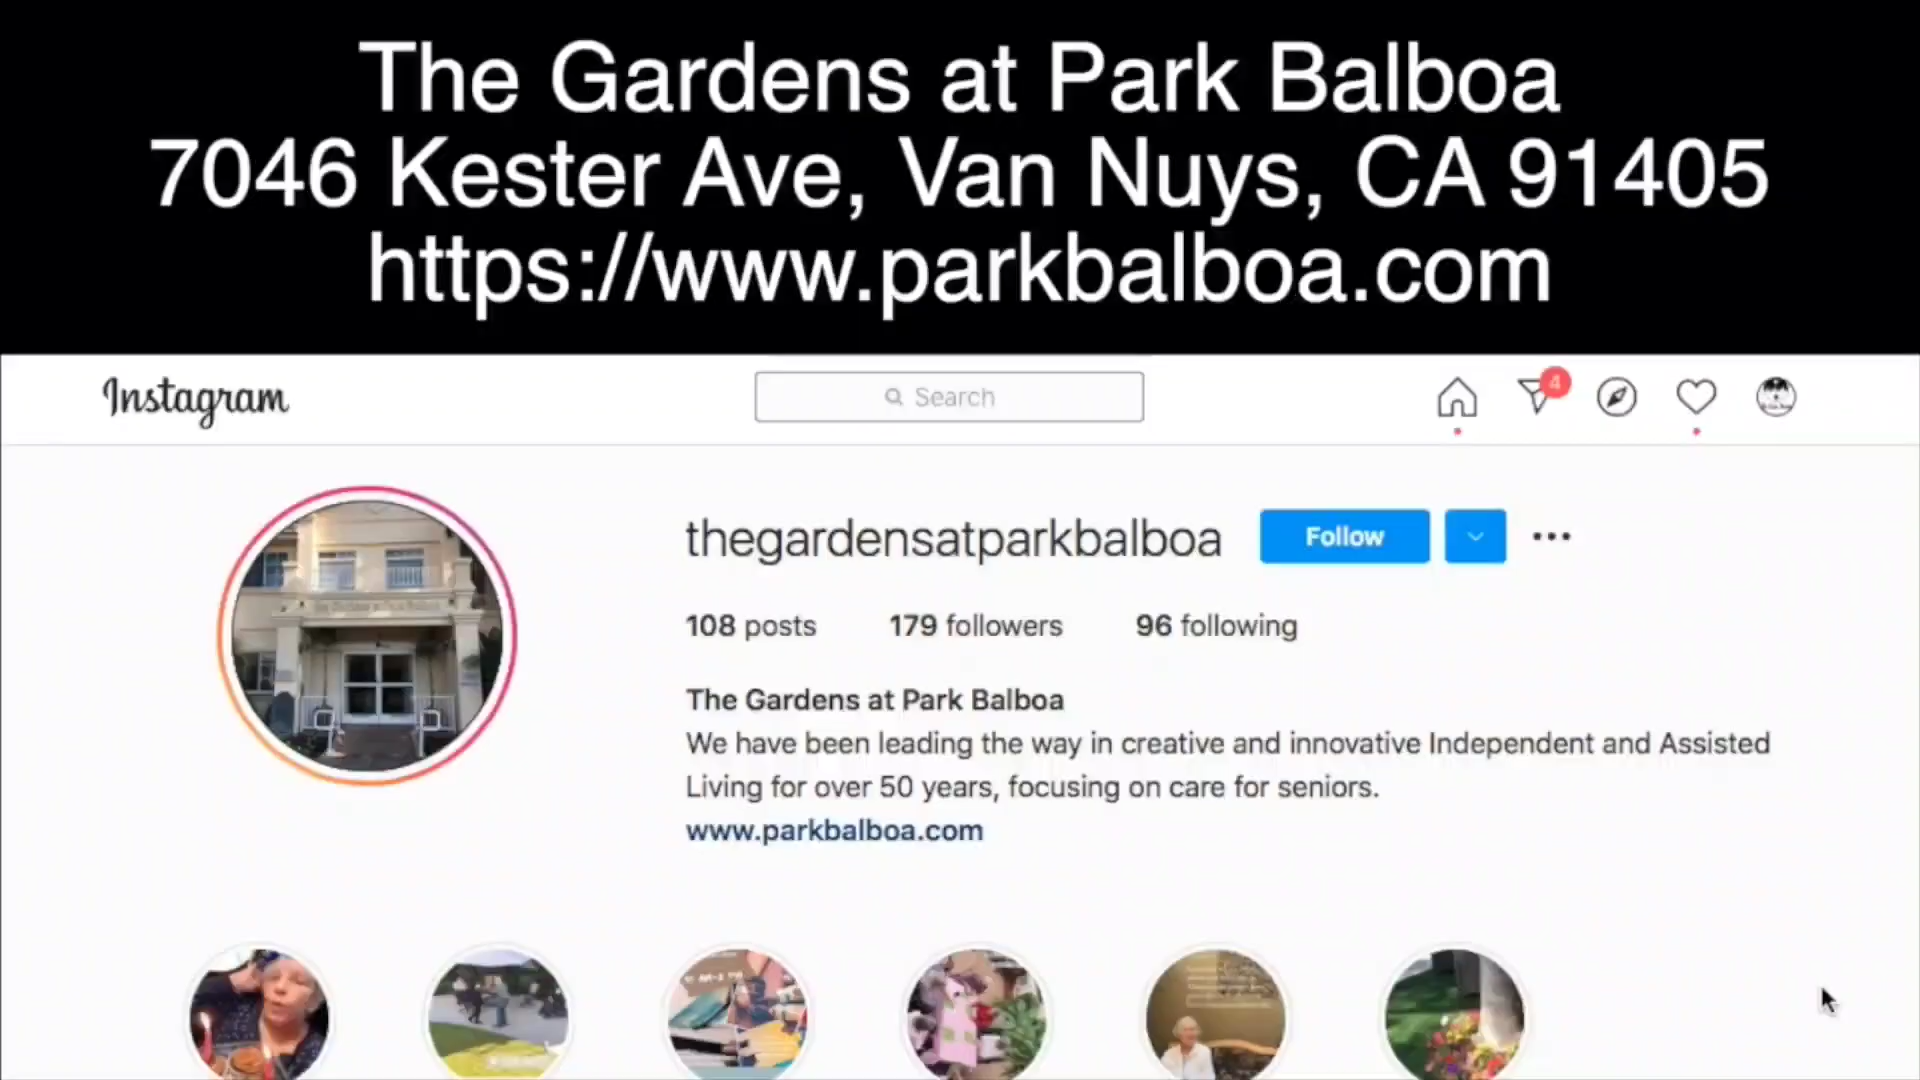 The Gardens at Park Balboa
7046 Kester Ave, Van Nuys, CA 91405
https://www.parkbalboa.com
Instagram
Search
4
thegardensatparkbalboa
Follow
108 posts 179 followers 96 following
The Gardens at Park Balboa
We have been leading the way in creative and innovative Independent and Assisted
Living for over 50 years, focusing on care for seniors.
www.parkbalboa.com